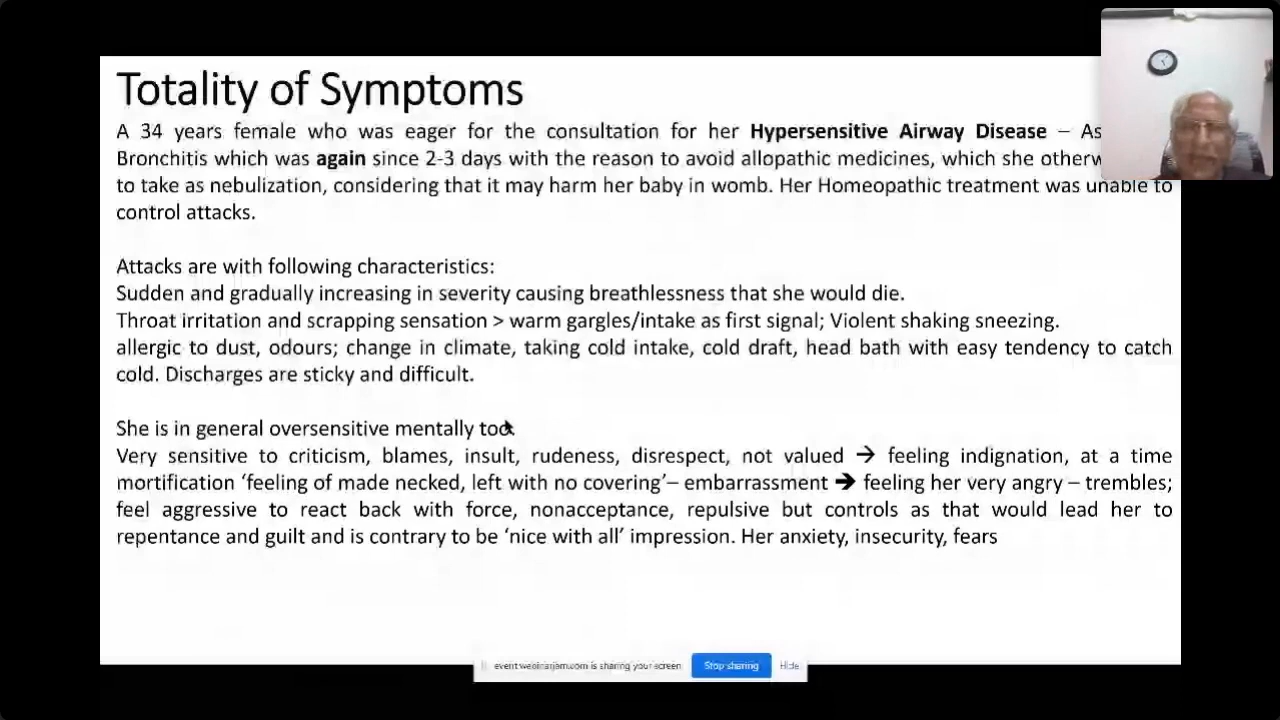 Totality of Symptoms
A 34 years female who was eager for the consultation for her Hypersensitive Airway Disease – As
Bronchitis which was again since 2-3 days with the reason to avoid allopathic medicines, which she otherw
to take as nebulization, considering that it may harm her baby in womb. Her Homeopathic treatment was unable to
control attacks.
Attacks are with following characteristics:
Sudden and gradually increasing in severity causing breathlessness that she would die.
Throat irritation and scrapping sensation > warm gargles/intake as first signal; Violent shaking sneezing.
allergic to dust, odours; change in climate, taking cold intake, cold draft, head bath with easy tendency to catch
cold. Discharges are sticky and difficult.
She is in general oversensitive mentally too
Very sensitive to criticism, blames, insult, rudeness, disrespect, not valued → feeling indignation, at a time
mortification ‘feeling of made necked, left with no covering’– embarrassment → feeling her very angry – trembles;
feel aggressive to react back with force, nonacceptance, repulsive but controls as that would lead her to
repentance and guilt and is contrary to be ‘nice with all’ impression. Her anxiety, insecurity, fears
event.webinarjam.com is sharing your screen Stop sharing Hide